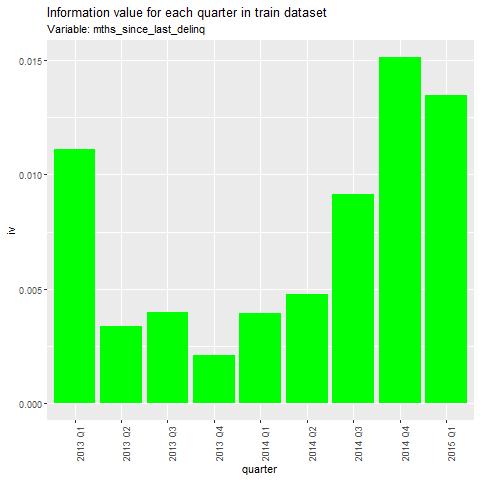 Information value for each quarter in train dataset
Variable: mths_since_last_delinq
0.015
0.010
0.005
0.000
iv
2013 Q1
2013 Q2
2013 Q3
2013 Q4
2014 Q1
2014 Q2
2014 Q3
2014 Q4
2015 Q1
quarter